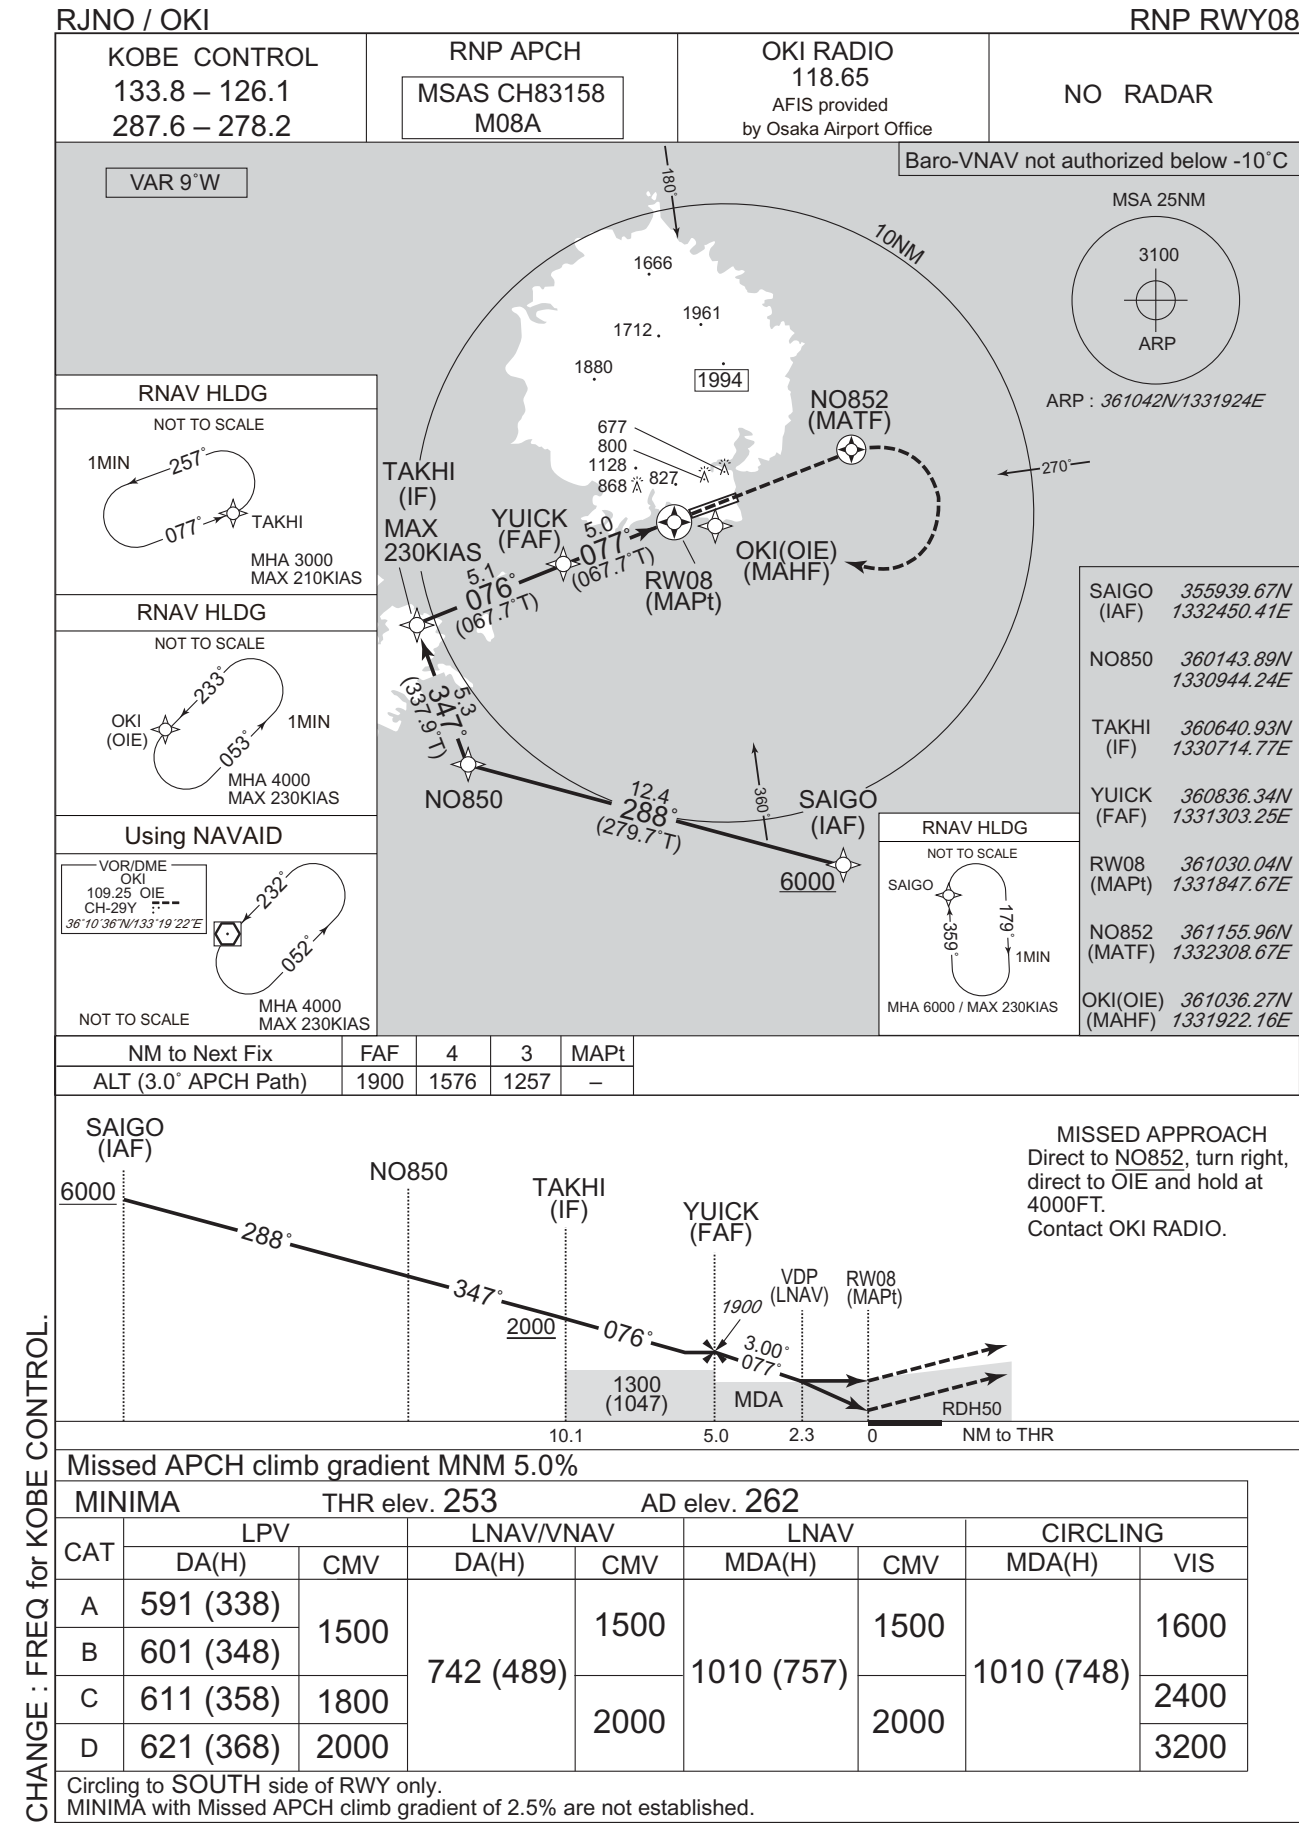 RJNO / OKI
RNP RWY08
KOBE CONTROL
133.8 – 126.1
287.6 – 278.2
RNP APCH
MSAS CH83158
M08A
OKI RADIO
118.65
AFIS provided
by Osaka Airport Office
NO RADAR
VAR 9°W
Baro-VNAV not authorized below -10°C
MSA 25NM
3100
ARP
ARP : 361042N/1331924E
180°
10NM
1666
1961
1712
1880
1994
677
800
1128
868
827
270°
360°
NO852
(MATF)
TAKHI
(IF)
MAX
230KIAS
YUICK
(FAF)
5.0
077°
(067.7°T)
5.1
076°
(067.7°T)
RW08
(MAPt)
OKI(OIE)
(MAHF)
5.3
347°
(337.9°T)
NO850
12.4
288°
(279.7°T)
SAIGO
(IAF)
6000
RNAV HLDG
NOT TO SCALE
1MIN
257°
077°
TAKHI
MHA 3000
MAX 210KIAS
RNAV HLDG
NOT TO SCALE
233°
OKI
(OIE)
1MIN
053°
MHA 4000
MAX 230KIAS
Using NAVAID
VOR/DME
OKI
109.25 OIE
CH-29Y
36°10′36″N/133°19′22″E
232°
052°
MHA 4000
NOT TO SCALE
MAX 230KIAS
RNAV HLDG
NOT TO SCALE
SAIGO
179°
359°
1MIN
MHA 6000 / MAX 230KIAS
SAIGO 355939.67N
(IAF) 1332450.41E
NO850 360143.89N
1330944.24E
TAKHI 360640.93N
(IF) 1330714.77E
YUICK 360836.34N
(FAF) 1331303.25E
RW08 361030.04N
(MAPt) 1331847.67E
NO852 361155.96N
(MATF) 1332308.67E
OKI(OIE) 361036.27N
(MAHF) 1331922.16E
NM to Next Fix FAF 4 3 MAPt
ALT (3.0° APCH Path) 1900 1576 1257 –
SAIGO
(IAF)
6000
288°
NO850
347°
TAKHI
(IF)
2000
076°
YUICK
(FAF)
1900
3.00°
077°
VDP
(LNAV)
RW08
(MAPt)
1300
(1047)
MDA
RDH50
10.1 5.0 2.3 0 NM to THR
MISSED APPROACH
Direct to NO852, turn right,
direct to OIE and hold at
4000FT.
Contact OKI RADIO.
Missed APCH climb gradient MNM 5.0%
MINIMA THR elev. 253 AD elev. 262
CAT LPV LNAV/VNAV LNAV CIRCLING
DA(H) CMV DA(H) CMV MDA(H) CMV MDA(H) VIS
A 591 (338) 1500 742 (489) 1500 1010 (757) 1500 1010 (748) 1600
B 601 (348)
C 611 (358) 1800 2000 2000 2400
D 621 (368) 2000 3200
Circling to SOUTH side of RWY only.
MINIMA with Missed APCH climb gradient of 2.5% are not established.
CHANGE : FREQ for KOBE CONTROL.